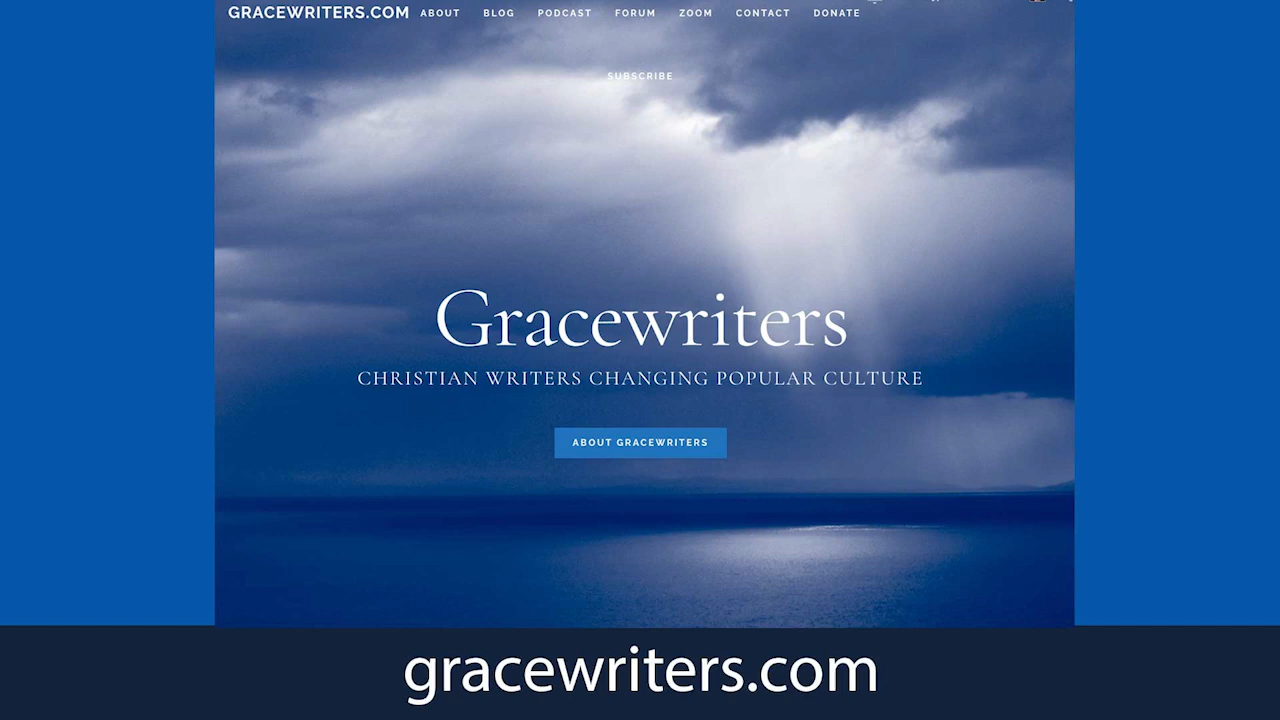 GRACEWRITERS.COM ABOUT BLOG PODCAST FORUM ZOOM CONTACT DONATE
SUBSCRIBE
Gracewriters
CHRISTIAN WRITERS CHANGING POPULAR CULTURE
ABOUT GRACEWRITERS
gracewriters.com